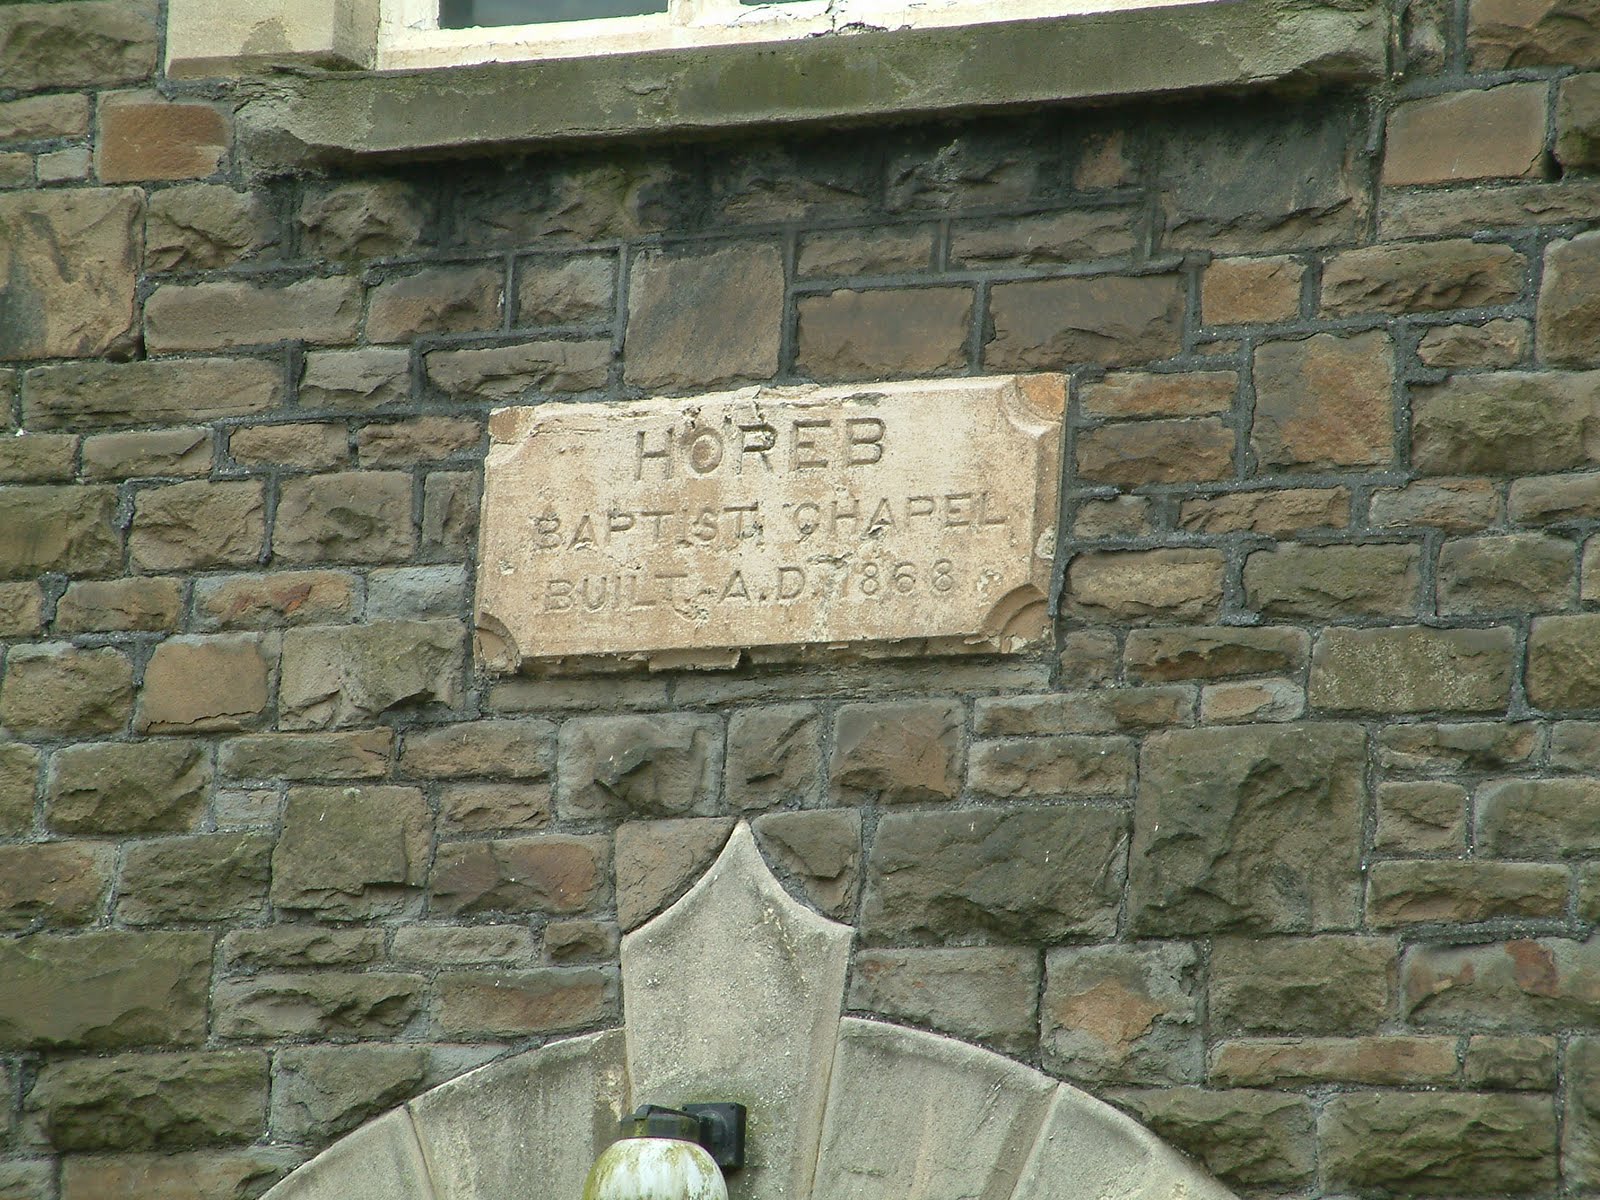 HOREB
BAPTIST CHAPEL
BUILT A.D. 1868